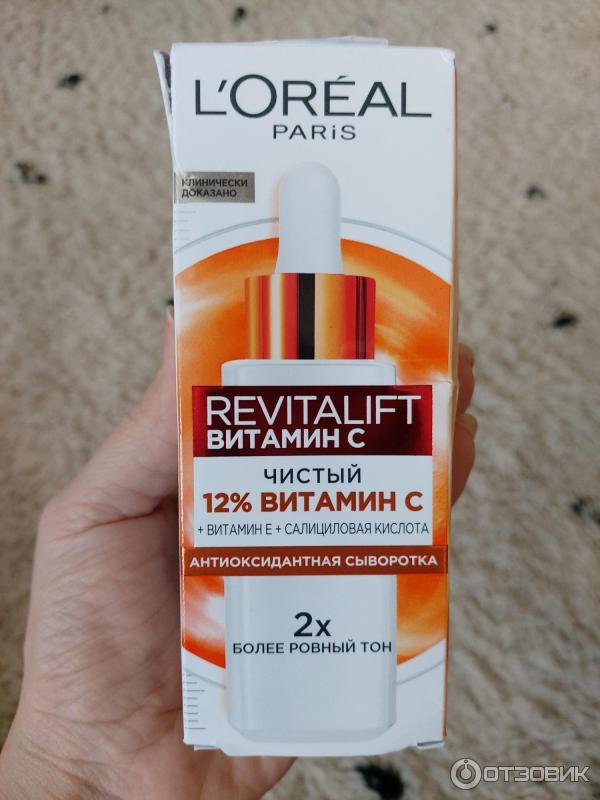 L'ORÉAL
PARiS
КЛИНИЧЕСКИ
ДОКАЗАНО
REVITALIFT
ВИТАМИН С
ЧИСТЫЙ
12% ВИТАМИН С
+ ВИТАМИН Е + САЛИЦИЛОВАЯ КИСЛОТА
АНТИОКСИДАНТНАЯ СЫВОРОТКА
2x
БОЛЕЕ РОВНЫЙ ТОН
ОТЗОВИК